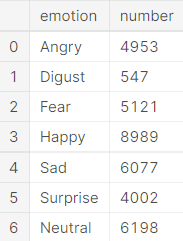 emotion number
0 Angry 4953
1 Digust 547
2 Fear 5121
3 Happy 8989
4 Sad 6077
5 Surprise 4002
6 Neutral 6198